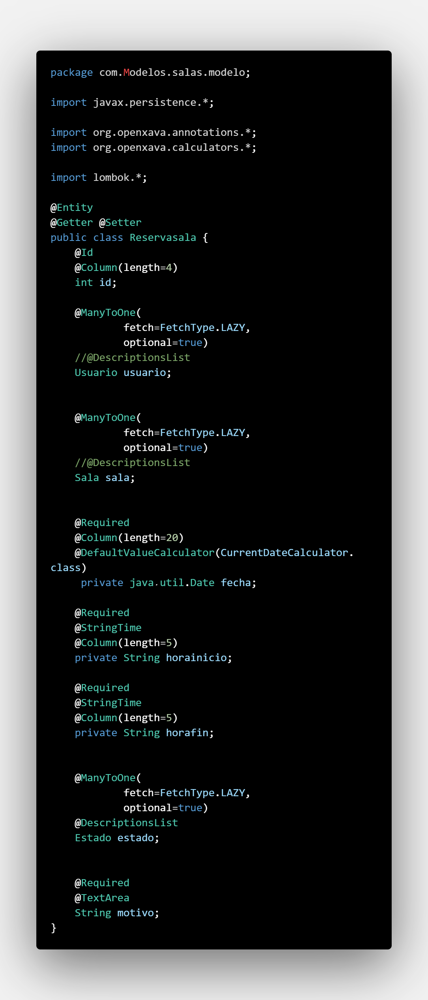 package com.Modelos.salas.modelo;
import javax.persistence.*;
import org.openxava.annotations.*;
import org.openxava.calculators.*;
import lombok.*;
@Entity
@Getter @Setter
public class Reservasala {
@Id
@Column(length=4)
int id;
@ManyToOne(
fetch=FetchType.LAZY,
optional=true)
//@DescriptionsList
Usuario usuario;
@ManyToOne(
fetch=FetchType.LAZY,
optional=true)
//@DescriptionsList
Sala sala;
@Required
@Column(length=20)
@DefaultValueCalculator(CurrentDateCalculator.
class)
private java.util.Date fecha;
@Required
@StringTime
@Column(length=5)
private String horainicio;
@Required
@StringTime
@Column(length=5)
private String horafin;
@ManyToOne(
fetch=FetchType.LAZY,
optional=true)
@DescriptionsList
Estado estado;
@Required
@TextArea
String motivo;
}